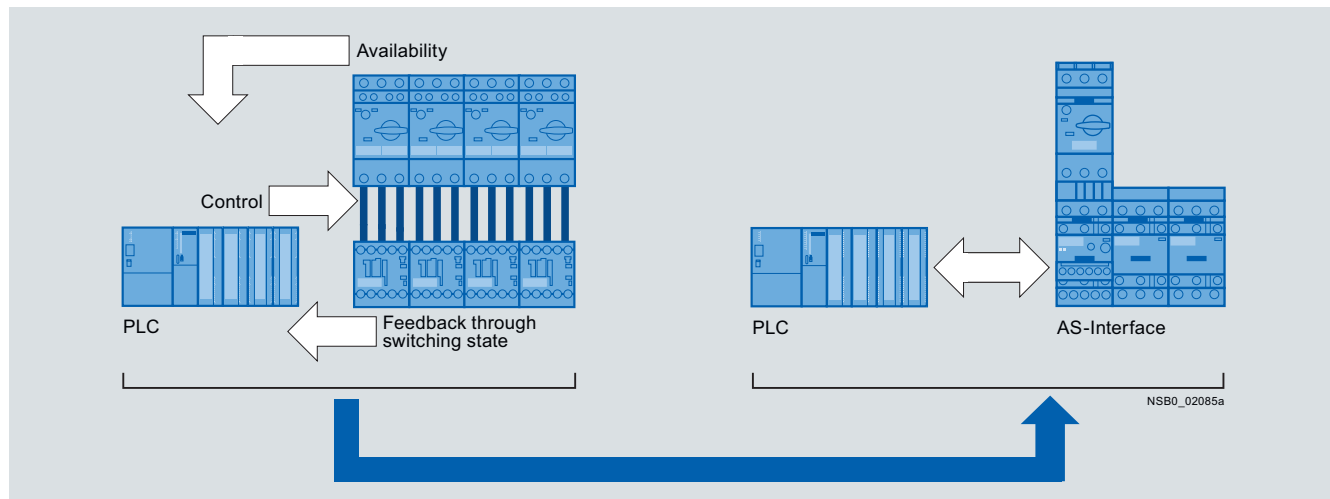 Availability
Control
PLC
Feedback through
switching state
PLC
AS-Interface
NSB0_02085a